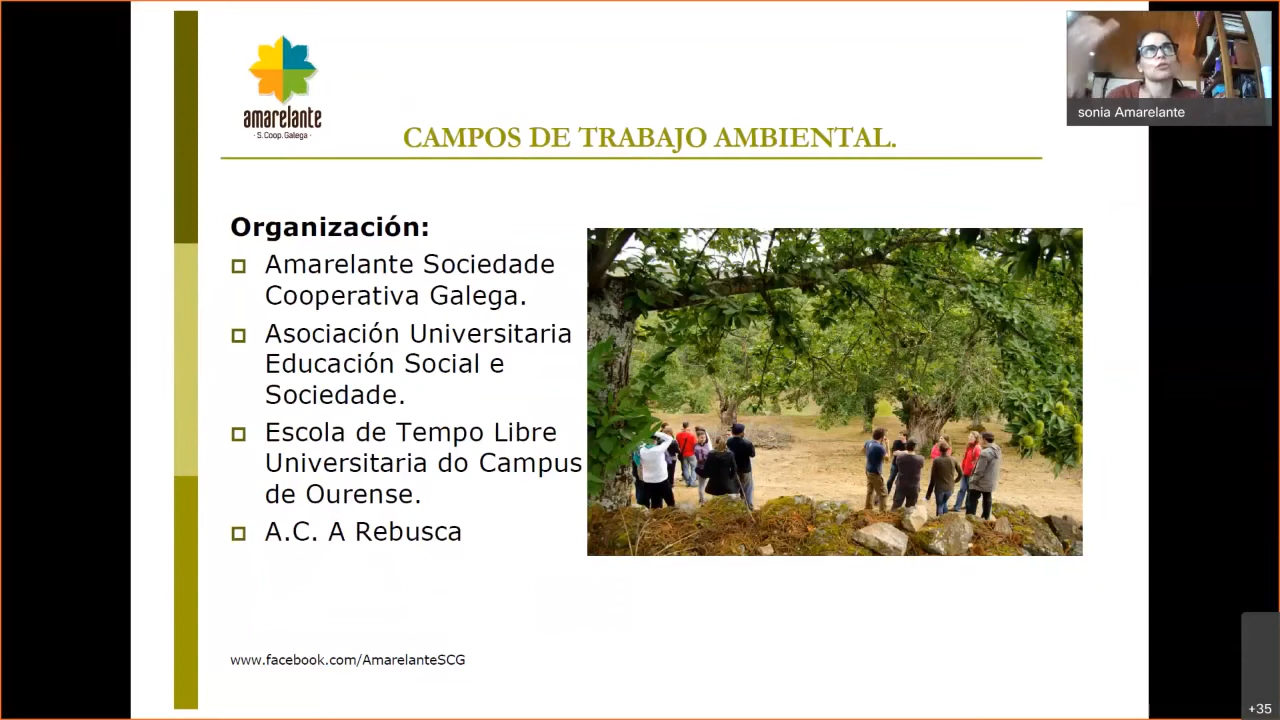 amarelante
· S.Coop.Galega ·
CAMPOS DE TRABAJO AMBIENTAL.
sonia Amarelante
Organización:
Amarelante Sociedade
Cooperativa Galega.
Asociación Universitaria
Educación Social e
Sociedade.
Escola de Tempo Libre
Universitaria do Campus
de Ourense.
A.C. A Rebusca
www.facebook.com/AmarelanteSCG
+35